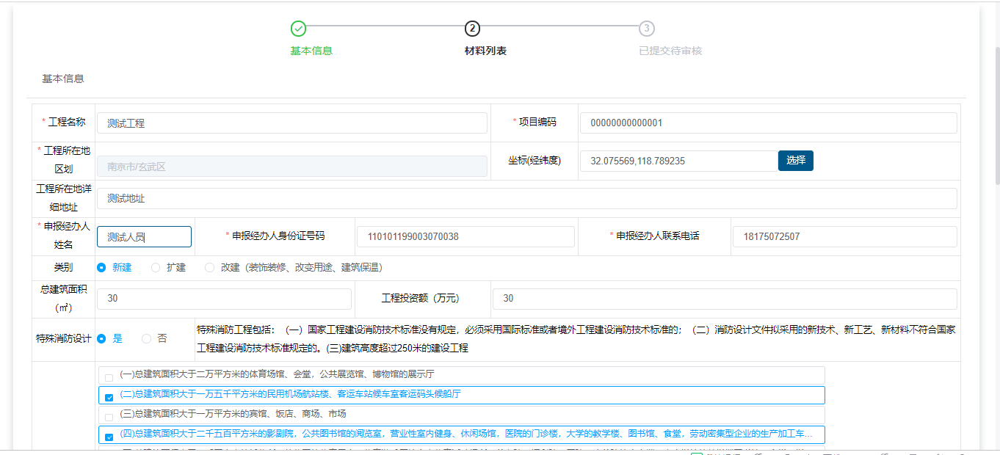 2
3
基本信息
材料列表
已提交待审核
基本信息
* 工程名称
测试工程
* 项目编码
00000000000001
* 工程所在地
区划
南京市/玄武区
坐标(经纬度)
32.075569,118.789235
选择
工程所在地详
细地址
测试地址
* 申报经办人
姓名
测试人员
* 申报经办人身份证号码
110101199003070038
* 申报经办人联系电话
18175072507
类别
新建
扩建
改建（装饰装修、改变用途、建筑保温）
总建筑面积
（㎡）
30
工程投资额（万元）
30
特殊消防设计
是
否
特殊消防工程包括：（一）国家工程建设消防技术标准没有规定，必须采用国际标准或者境外工程建设消防技术标准的；（二）消防设计文件拟采用的新技术、新工艺、新材料不符合国家
工程建设消防技术标准规定的。(三)建筑高度超过250米的建设工程
(一)总建筑面积大于二万平方米的体育场馆、会堂，公共展览馆、博物馆的展示厅
(二)总建筑面积大于一万五千平方米的民用机场航站楼、客运车站候车室客运码头候船厅
(三)总建筑面积大于一万平方米的宾馆、饭店、商场、市场
(四)总建筑面积大于二千五百平方米的影剧院，公共图书馆的阅览室，营业性室内健身、休闲场馆，医院的门诊楼，大学的教学楼、图书馆、食堂，劳动密集型企业的生产加工车...